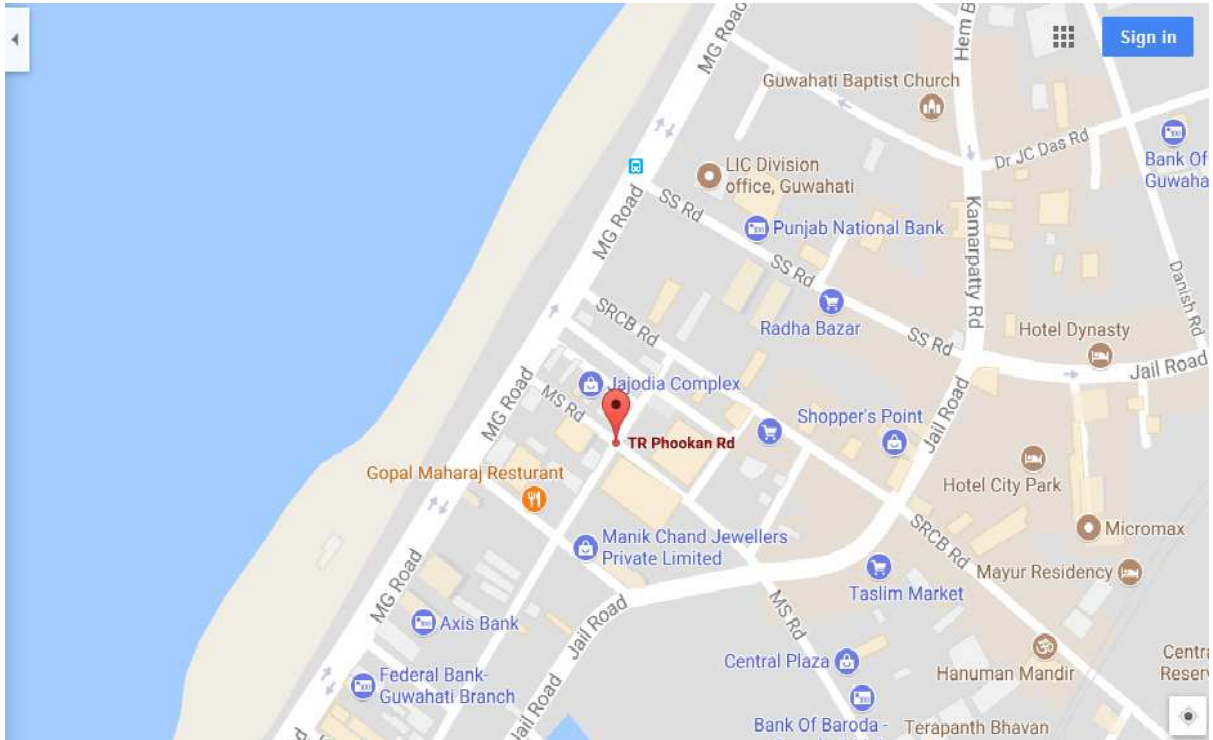 Sign in
MG Road
Hem B
Guwahati Baptist Church
Dr JC Das Rd
Bank Of
Guwaha
LIC Division
office, Guwahati
SS Rd
MG Road
Punjab National Bank
Kamarpatty Rd
SS Rd
Danish Rd
SRCB Rd
Radha Bazar
SS Rd
Hotel Dynasty
Jail Road
MG Road
MS Rd
Jajodia Complex
Shopper's Point
Jail Road
TR Phookan Rd
Gopal Maharaj Resturant
Hotel City Park
Manik Chand Jewellers
Private Limited
SRCB Rd
Micromax
MG Road
Mayur Residency
Taslim Market
MS Rd
Axis Bank
Jail Road
Central Plaza
Hanuman Mandir
Centra
Reserv
Federal Bank-
Guwahati Branch
Jail Road
Bank Of Baroda -
Terapanth Bhavan